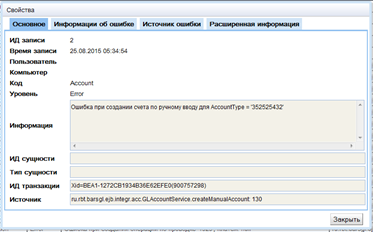 Свойства
Основное Информации об ошибке Источник ошибки Расширенная информация
ИД записи 2
Время записи 25.08.2015 05:34:54
Пользователь
Компьютер
Код Account
Уровень Error
Информация Ошибка при создании счета по ручному вводу для AccountType = '352525432'
ИД сущности
Тип сущности
ИД транзакции Xid=BEA1-1272CB1934B36E62EFE0(900757298)
Источник ru.rbt.barsgl.ejb.integr.acc.GLAccountService.createManualAccount: 130
Закрыть